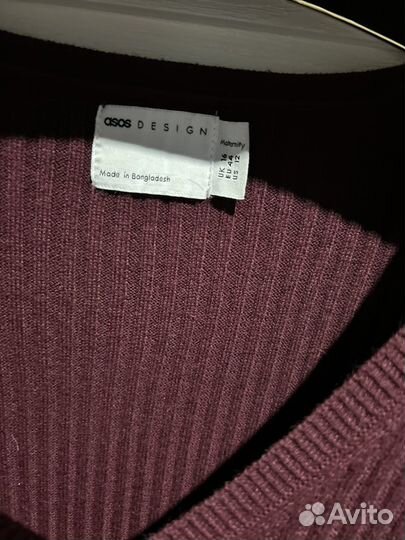 asos DESIGN
Made in Bangladesh
Maternity
UK 16
EU 44
US 12
Avito